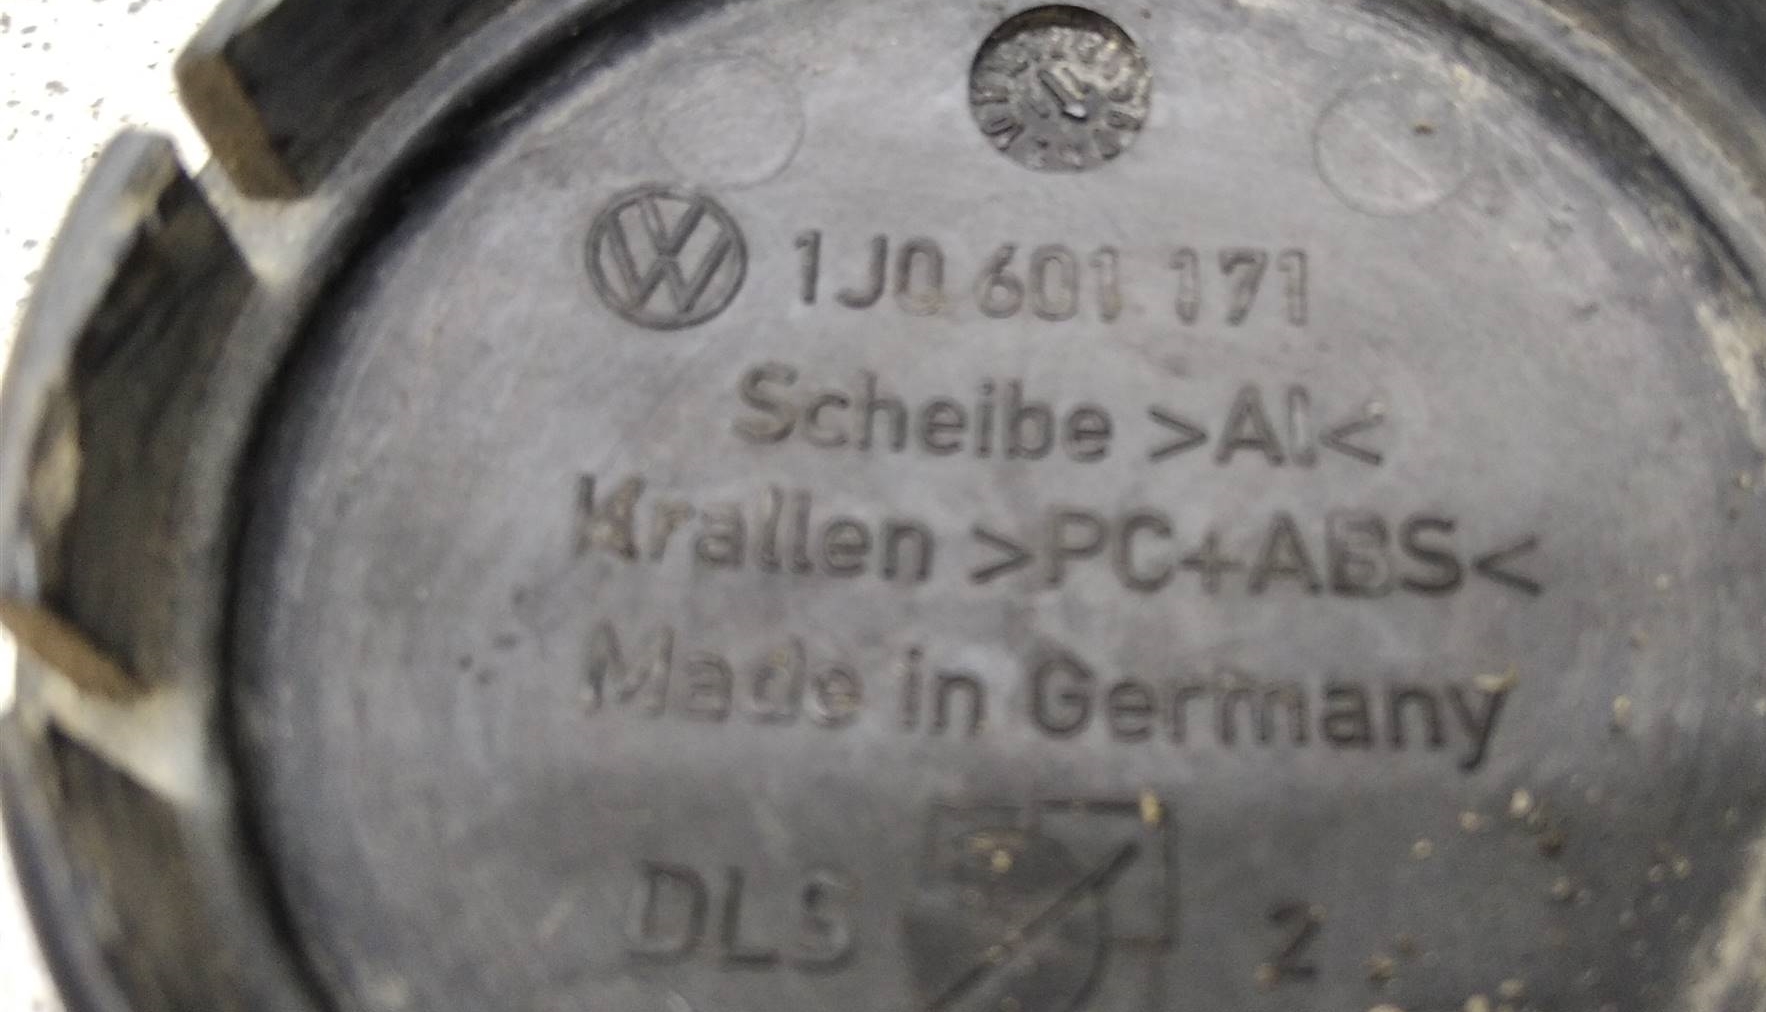 1J0 601 171
Scheibe >Al<
Krallen >PC+ABS<
Made in Germany
DLS 2